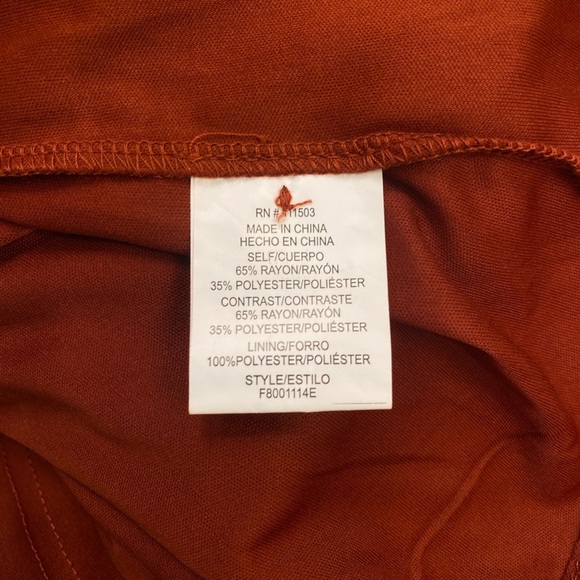 RN # 111503
MADE IN CHINA
HECHO EN CHINA
SELF/CUERPO
65% RAYON/RAYÓN
35% POLYESTER/POLIÉSTER
CONTRAST/CONTRASTE
65% RAYON/RAYÓN
35% POLYESTER/POLIÉSTER
LINING/FORRO
100%POLYESTER/POLIÉSTER
STYLE/ESTILO
F8001114E